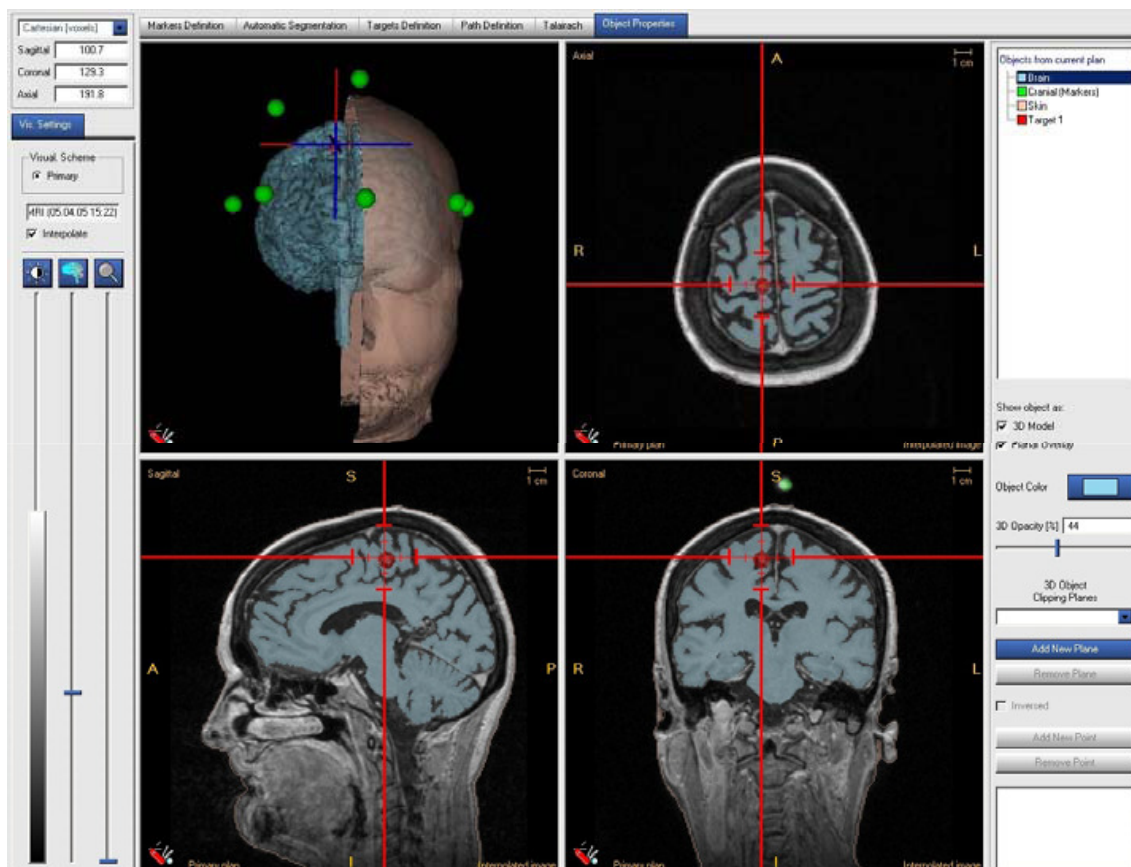 Cartesian [voxels]
Sagittal 100.7
Coronal 129.3
Axial 191.8
Vis. Settings
Visual. Scheme
Primary
MRI (05.04.05 15:22)
Interpolate
Markers Definition
Automatic Segmentation
Targets Definition
Path Definition
Talairach
Object Properties
Axial
A
1 cm
R
L
P
Primary plan
Interpolated image
Sagittal
S
1 cm
A
P
I
Primary plan
Interpolated image
Coronal
S
1 cm
R
L
I
Primary plan
Interpolated image
Objects from current plan
Brain
Cranial (Markers)
Skin
Target 1
Show object as:
3D Model
Planar Overlay
Object Color
3D Opacity [%] 44
3D Object
Clipping Planes
Add New Plane
Remove Plane
Inversed
Add New Point
Remove Point